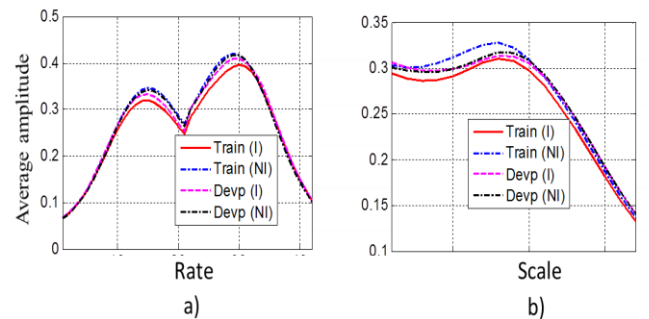 0.5
0.4
0.3
0.2
0.1
0
Average amplitude
Train (I)
Train (NI)
Devp (I)
Devp (NI)
Rate
a)
0.35
0.3
0.25
0.2
0.15
0.1
Train (I)
Train (NI)
Devp (I)
Devp (NI)
Scale
b)